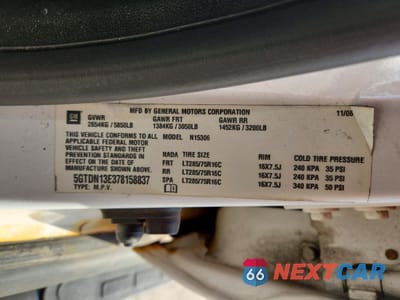 MFD BY GENERAL MOTORS CORPORATION
GM GVWR GAWR FRT GAWR RR 11/06
2654KG / 5850LB 1384KG / 3050LB 1452KG / 3200LB
THIS VEHICLE CONFORMS TO ALL MODEL N15306
APPLICABLE FEDERAL MOTOR
VEHICLE SAFETY AND THEFT
PREVENTION STANDARDS IN
EFFECT ON THE DATE OF
MANUFACTURE SHOWN ABOVE.
5GTDN13E378158837
TYPE: M.P.V.
TIRE SIZE RIM COLD TIRE PRESSURE
FRT LT285/75R16C 16X7.5J 240 KPA 35 PSI
RR LT285/75R16C 16X7.5J 240 KPA 35 PSI
SPA LT285/75R16C 16X7.5J 340 KPA 50 PSI
66 NEXTCAR